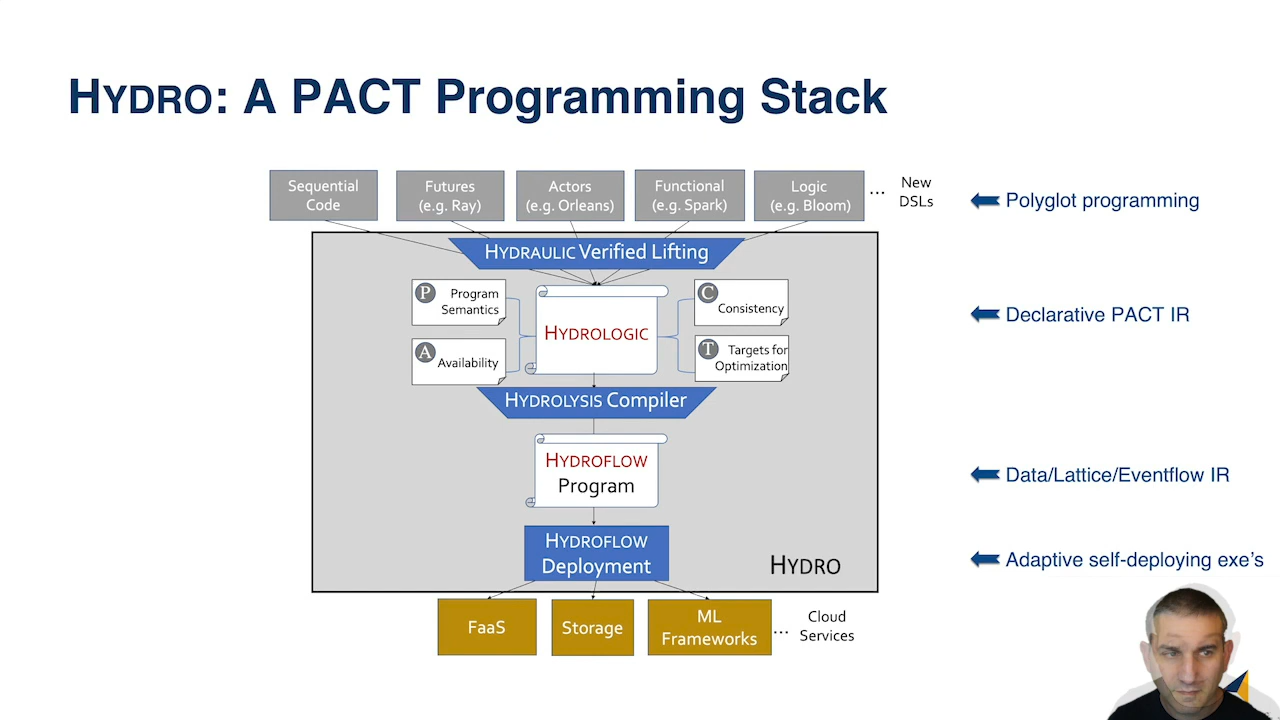 HYDRO: A PACT Programming Stack
Sequential
Code
Futures
(e.g. Ray)
Actors
(e.g. Orleans)
Functional
(e.g. Spark)
Logic
(e.g. Bloom)
...
New
DSLs
Polyglot programming
HYDRAULIC Verified Lifting
P
Program
Semantics
A
Availability
HYDROLOGIC
C
Consistency
T
Targets for
Optimization
Declarative PACT IR
HYDROLYSIS Compiler
HYDROFLOW
Program
Data/Lattice/Eventflow IR
HYDROFLOW
Deployment
HYDRO
Adaptive self-deploying exe's
FaaS
Storage
ML
Frameworks
...
Cloud
Services